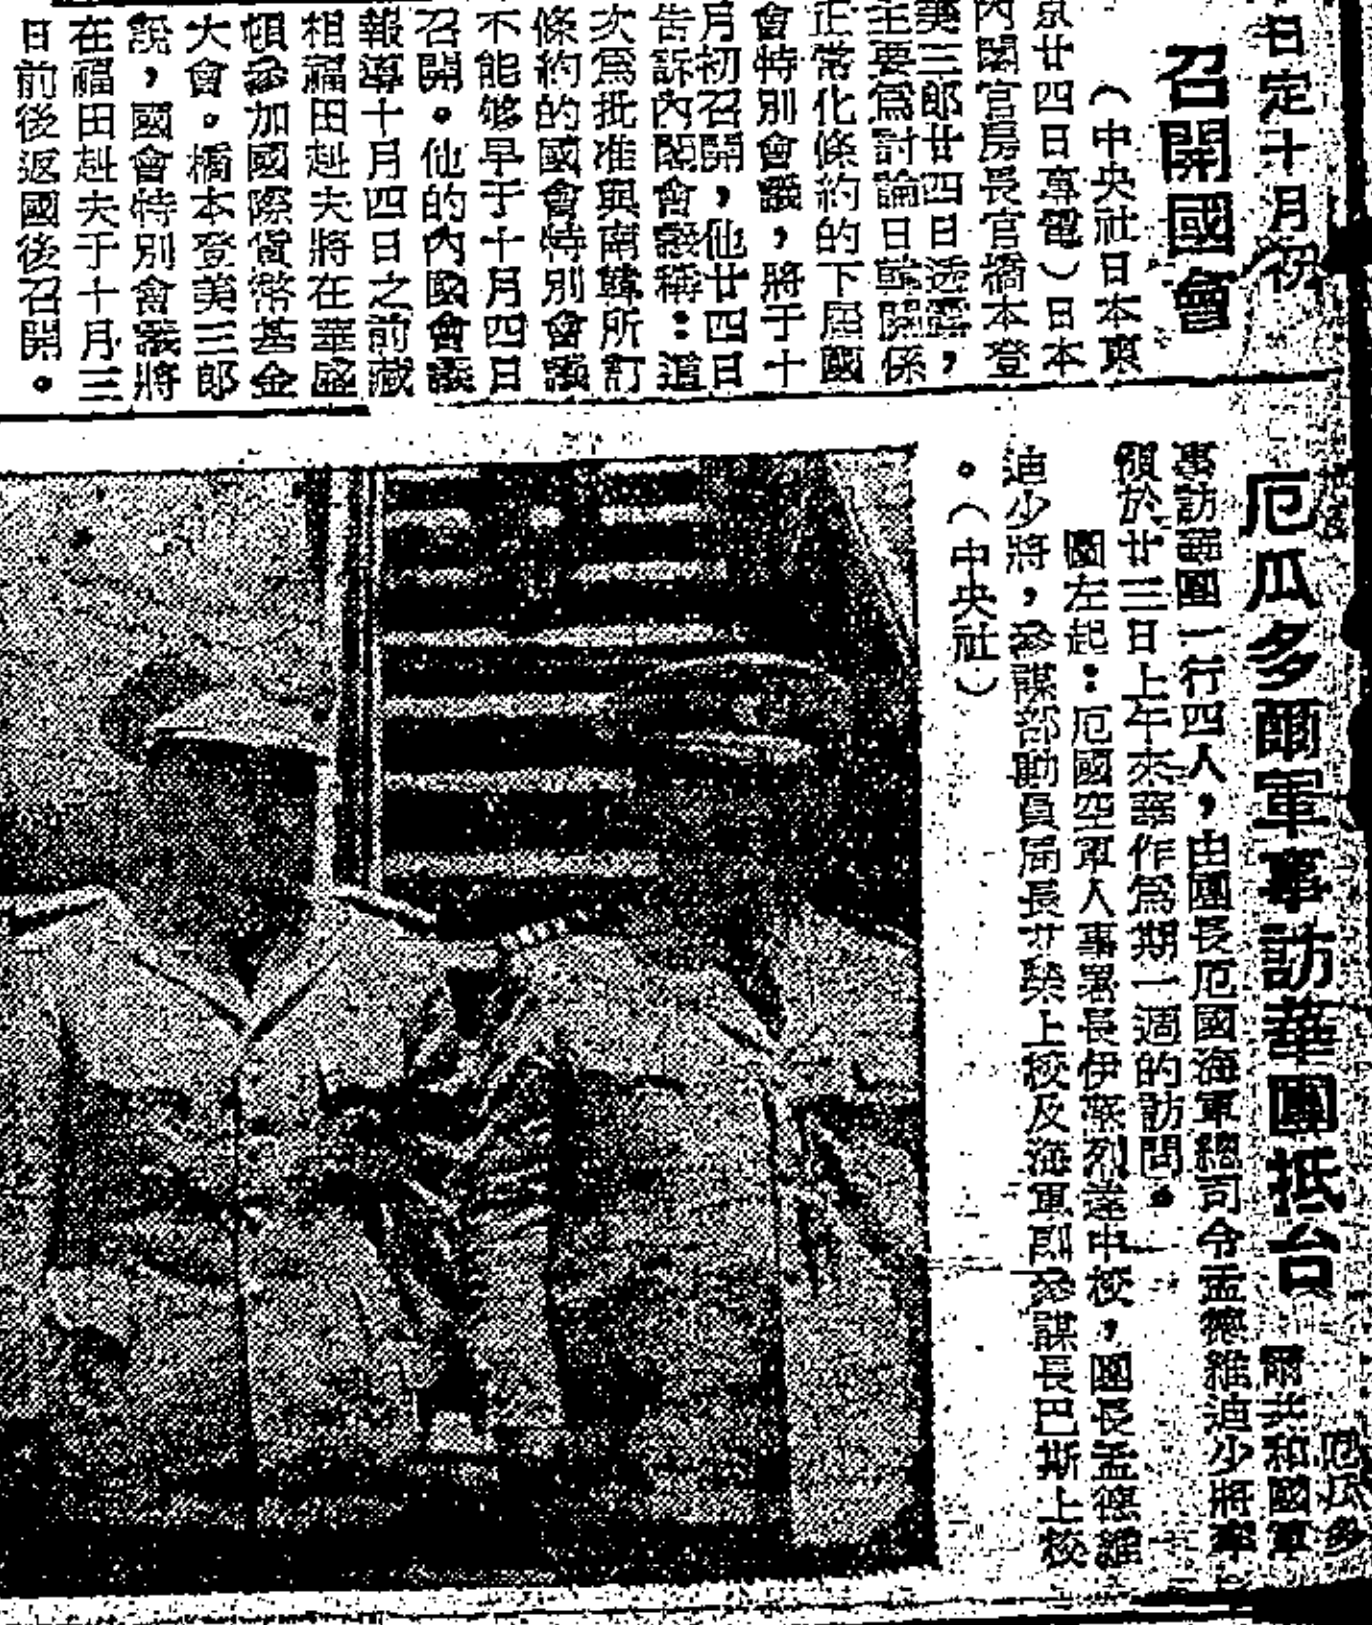 日定十月初
召開國會
（中央社日本東
京廿四日專電）日本
內閣官房長官橋本登
美三郎廿四日透露，
主要為討論日韓關係
正常化條約的下屆國
會特別會議，將于十
月初召開，他廿四日
告訴內閣會議稱：這
次為批准與南韓所訂
條約的國會特別會議
不能够早于十月四日
召開。他的內閣會議
報導十月四日之前藏
相福田赳夫將在華盛
頓參加國際貨幣基金
大會。橋本登美三郎
說，國會特別會議將
在福田赳夫于十月三
日前後返國後召開。
厄瓜多爾軍事訪華團抵台
厄瓜多
爾共和國軍
事訪華團一行四人，由團長厄國海軍總司令孟德維迪少將率
領於廿三日上午來華作為期一週的訪問。
圖左起：厄國空軍人事署長伊蔡列達中校，團長孟德維
迪少將，參謀部動員局長 上校及海軍副參謀長巴斯上校
。（中央社）